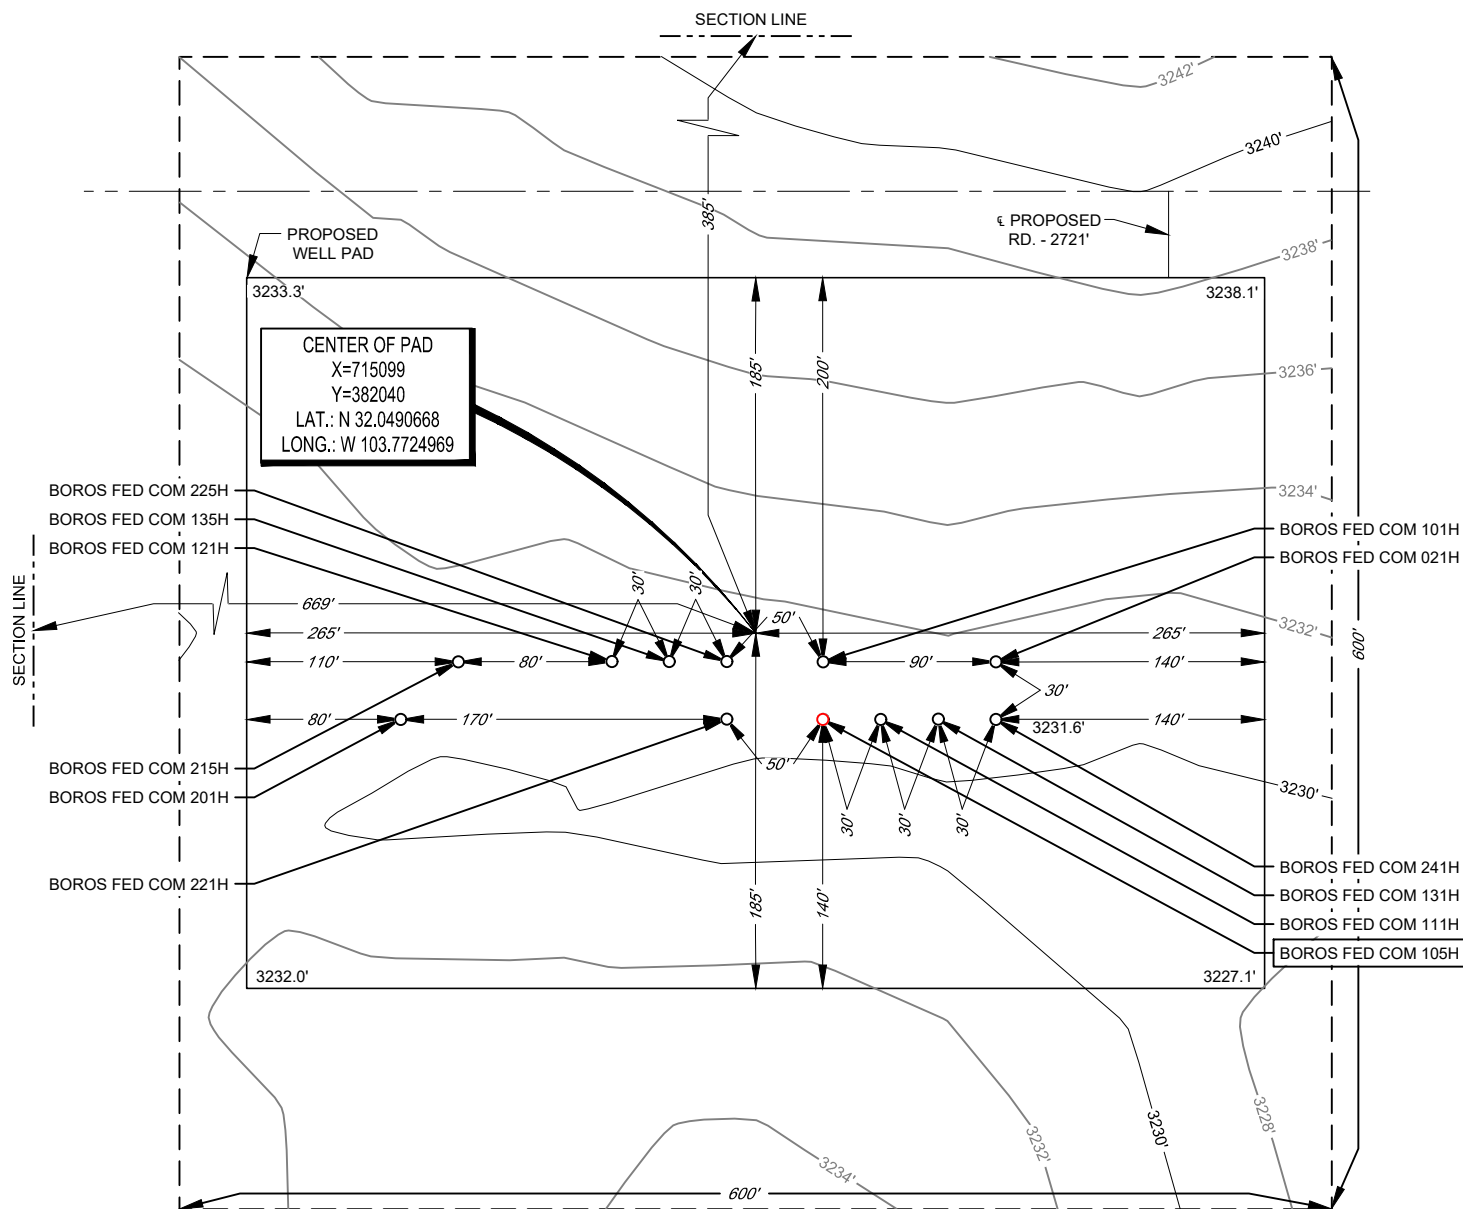 SECTION LINE
3242'
3240'
385'
℄ PROPOSED
RD. - 2721'
PROPOSED
WELL PAD
3238'
3233.3'
3238.1'
CENTER OF PAD
X=715099
Y=382040
LAT.: N 32.0490668
LONG.: W 103.7724969
185'
200'
3236'
BOROS FED COM 225H
3234'
BOROS FED COM 135H
BOROS FED COM 101H
BOROS FED COM 121H
BOROS FED COM 021H
SECTION LINE
30'
30'
669'
50'
3232'
265'
265'
600'
110'
80'
90'
140'
30'
80'
170'
3231.6'
140'
BOROS FED COM 215H
50'
BOROS FED COM 201H
3230'
30'
30'
30'
BOROS FED COM 241H
BOROS FED COM 221H
BOROS FED COM 131H
185'
140'
BOROS FED COM 111H
BOROS FED COM 105H
3232.0'
3227.1'
3228'
3230'
3232'
3234'
600'